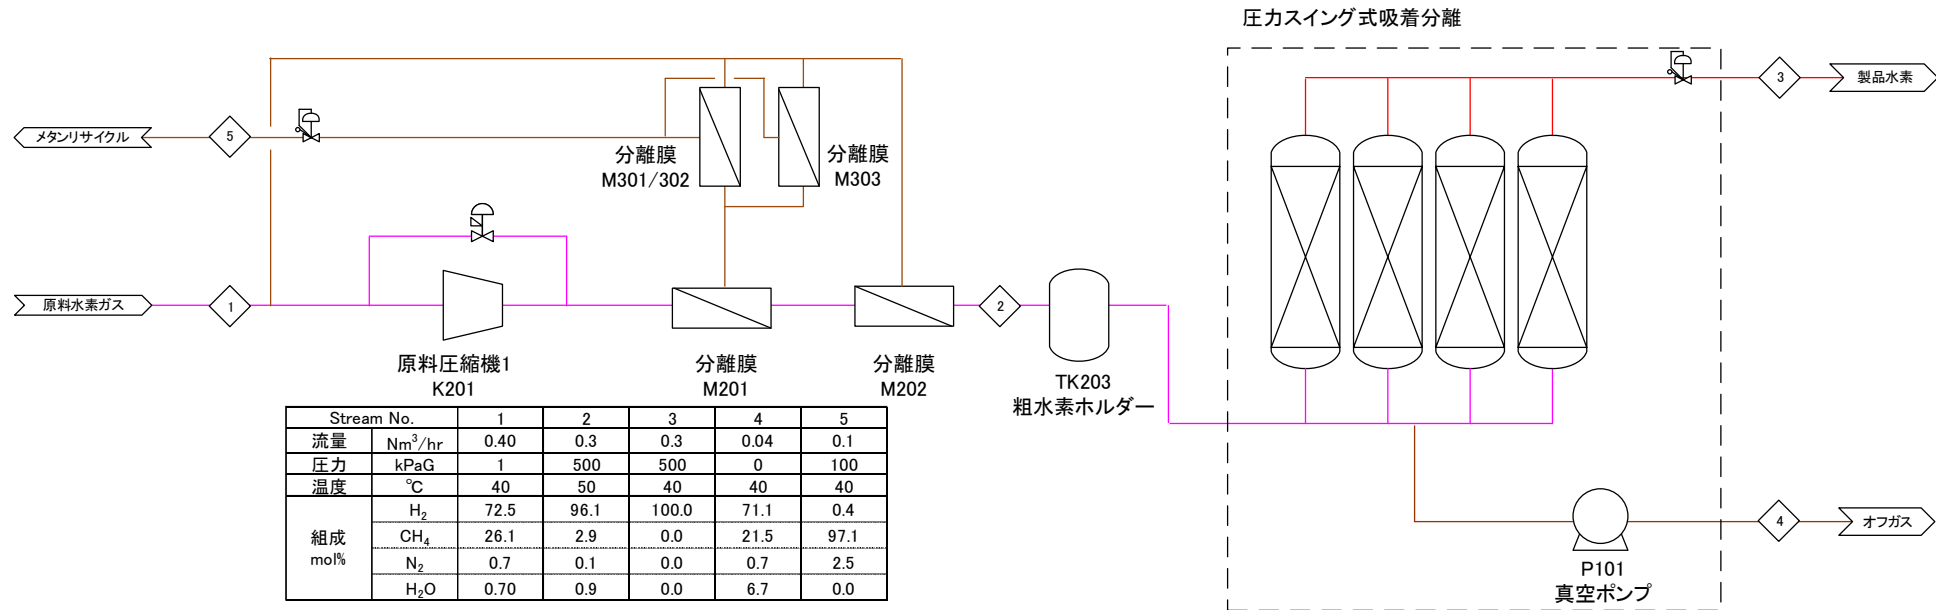 圧力スイング式吸着分離
3
製品水素
メタンリサイクル
5
分離膜
M301/302
分離膜
M303
原料水素ガス
1
2
原料圧縮機1
K201
分離膜
M201
分離膜
M202
TK203
粗水素ホルダー
Stream No. 1 2 3 4 5
流量 Nm³/hr 0.40 0.3 0.3 0.04 0.1
圧力 kPaG 1 500 500 0 100
温度 ℃ 40 50 40 40 40
組成
mol%
H₂ 72.5 96.1 100.0 71.1 0.4
CH₄ 26.1 2.9 0.0 21.5 97.1
N₂ 0.7 0.1 0.0 0.7 2.5
H₂O 0.70 0.9 0.0 6.7 0.0
4
オフガス
P101
真空ポンプ